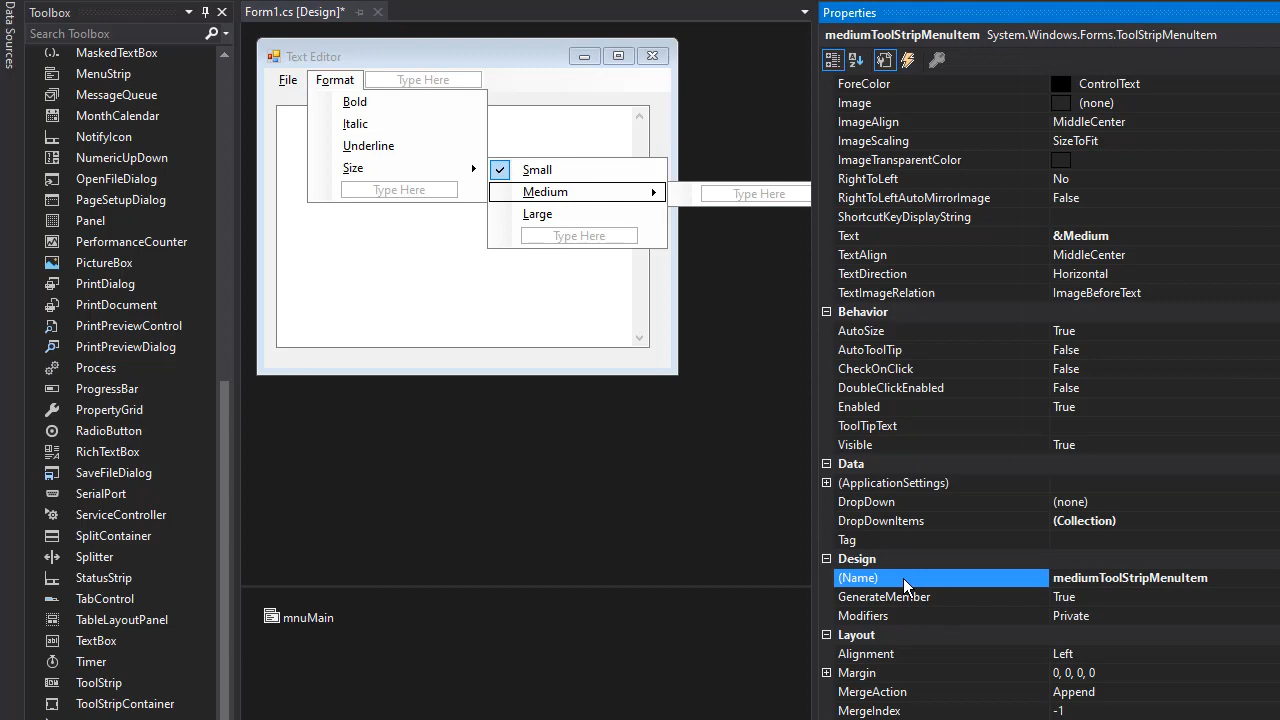 Data Sources
Toolbox
Search Toolbox
MaskedTextBox
MenuStrip
MessageQueue
MonthCalendar
NotifyIcon
NumericUpDown
OpenFileDialog
PageSetupDialog
Panel
PerformanceCounter
PictureBox
PrintDialog
PrintDocument
PrintPreviewControl
PrintPreviewDialog
Process
ProgressBar
PropertyGrid
RadioButton
RichTextBox
SaveFileDialog
SerialPort
ServiceController
SplitContainer
Splitter
StatusStrip
TabControl
TableLayoutPanel
TextBox
Timer
ToolStrip
ToolStripContainer
Form1.cs [Design]*
Text Editor
File Format Type Here
Bold
Italic
Underline
Size
Type Here
Small
Medium
Type Here
Large
Type Here
mnuMain
Properties
mediumToolStripMenuItem System.Windows.Forms.ToolStripMenuItem
ForeColor ControlText
Image (none)
ImageAlign MiddleCenter
ImageScaling SizeToFit
ImageTransparentColor
RightToLeft No
RightToLeftAutoMirrorImage False
ShortcutKeyDisplayString
Text &Medium
TextAlign MiddleCenter
TextDirection Horizontal
TextImageRelation ImageBeforeText
Behavior
AutoSize True
AutoToolTip False
CheckOnClick False
DoubleClickEnabled False
Enabled True
ToolTipText
Visible True
Data
(ApplicationSettings)
DropDown (none)
DropDownItems (Collection)
Tag
Design
(Name) mediumToolStripMenuItem
GenerateMember True
Modifiers Private
Layout
Alignment Left
Margin 0, 0, 0, 0
MergeAction Append
MergeIndex -1